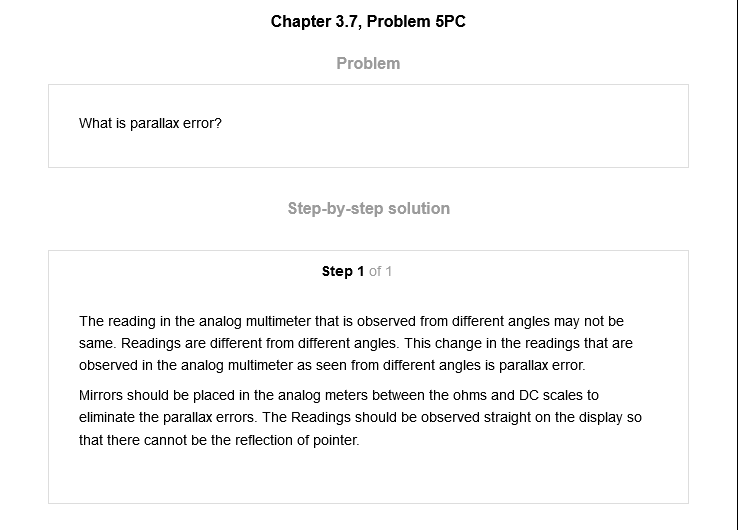 Chapter 3.7, Problem 5PC
Problem
What is parallax error?
Step-by-step solution
Step 1 of 1
The reading in the analog multimeter that is observed from different angles may not be
same. Readings are different from different angles. This change in the readings that are
observed in the analog multimeter as seen from different angles is parallax error.
Mirrors should be placed in the analog meters between the ohms and DC scales to
eliminate the parallax errors. The Readings should be observed straight on the display so
that there cannot be the reflection of pointer.